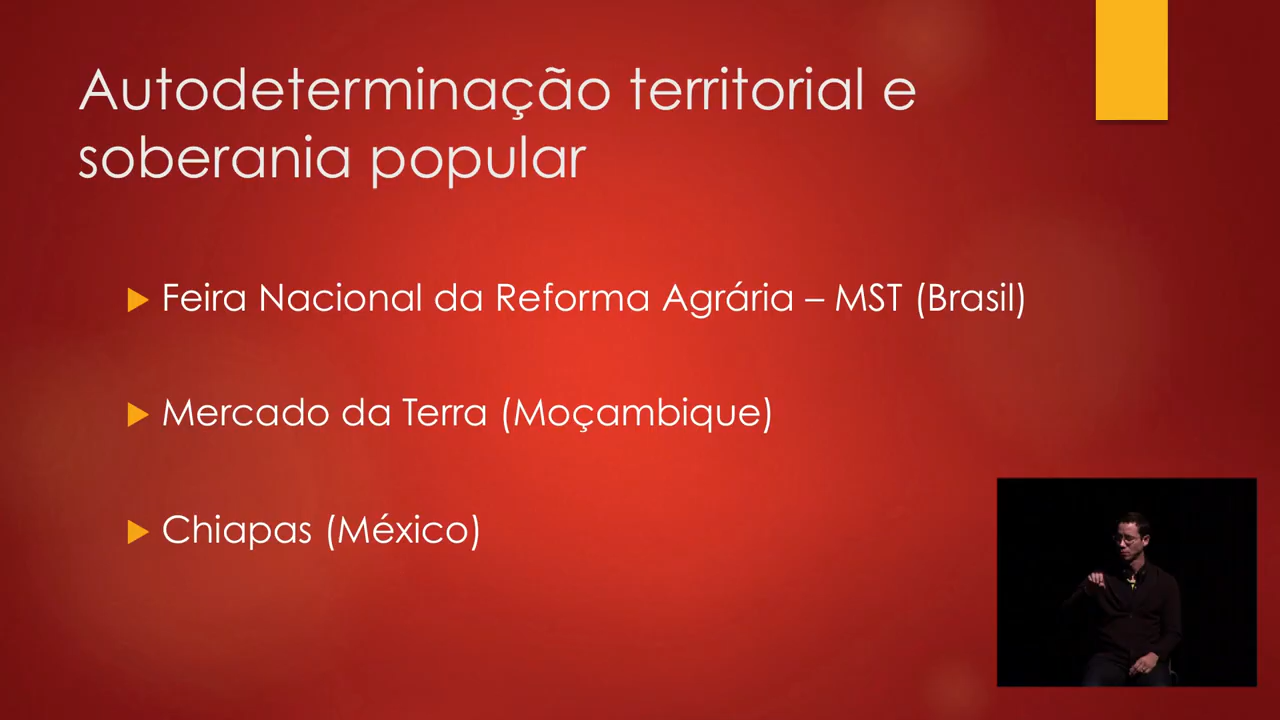 Autodeterminação territorial e
soberania popular
Feira Nacional da Reforma Agrária – MST (Brasil)
Mercado da Terra (Moçambique)
Chiapas (México)